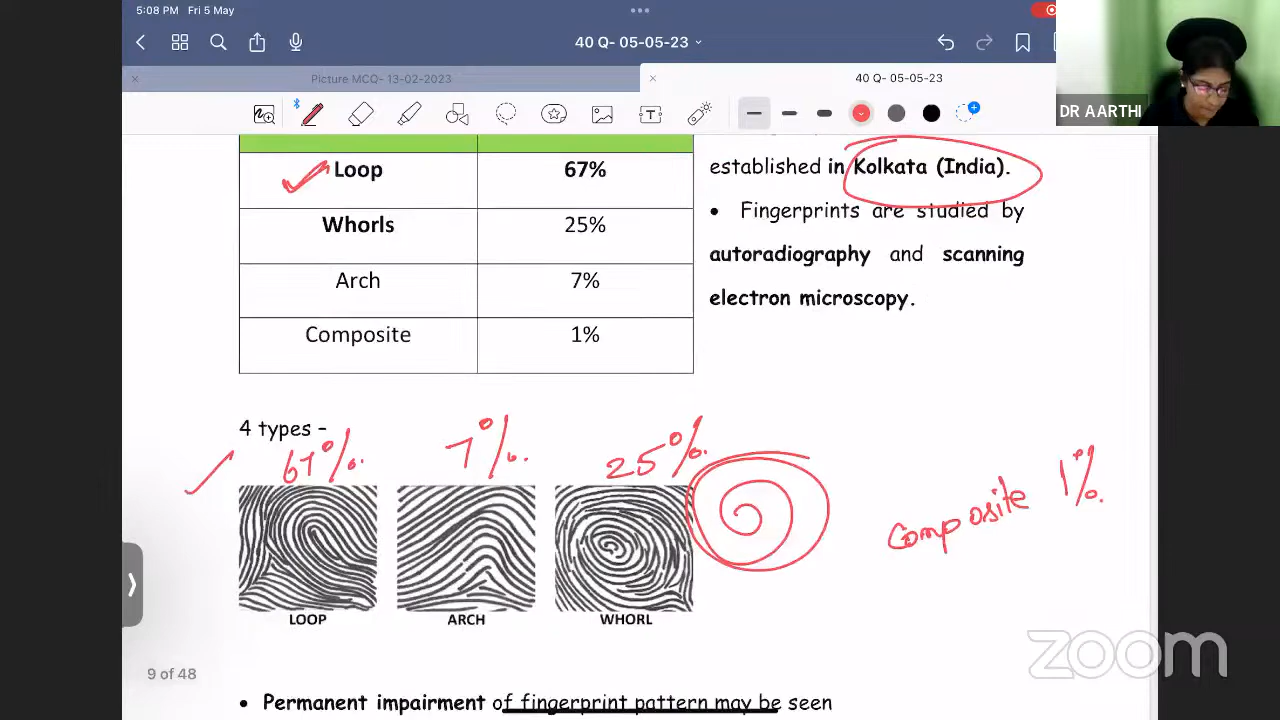 5:08 PM Fri 5 May
40 Q- 05-05-23
Picture MCQ- 13-02-2023
40 Q- 05-05-23
DR AARTHI
Loop 67%
Whorls 25%
Arch 7%
Composite 1%
established in Kolkata (India).
• Fingerprints are studied by
autoradiography and scanning
electron microscopy.
4 types –
67%. 7%. 25%.
Composite 1%.
LOOP ARCH WHORL
9 of 48
zoom
• Permanent impairment of fingerprint pattern may be seen